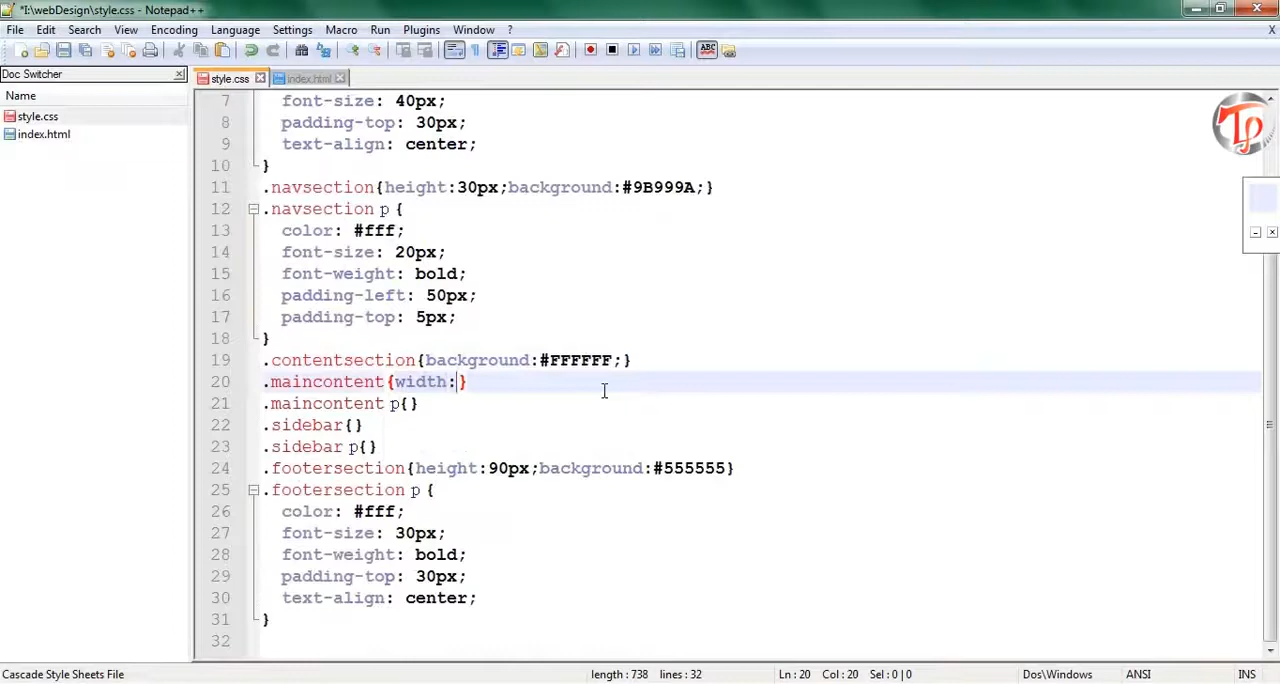 *I:\webDesign\style.css - Notepad++
File Edit Search View Encoding Language Settings Macro Run Plugins Window ? X
ABC
Doc Switcher
style.css index.html
Name
style.css
index.html
Tp
7 font-size: 40px;
8 padding-top: 30px;
9 text-align: center;
10 }
11 .navsection{height:30px;background:#9B999A;}
12 .navsection p {
13 color: #fff;
14 font-size: 20px;
15 font-weight: bold;
16 padding-left: 50px;
17 padding-top: 5px;
18 }
19 .contentsection{background:#FFFFFF;}
20 .maincontent{width:}
21 .maincontent p{}
22 .sidebar{}
23 .sidebar p{}
24 .footersection{height:90px;background:#555555}
25 .footersection p {
26 color: #fff;
27 font-size: 30px;
28 font-weight: bold;
29 padding-top: 30px;
30 text-align: center;
31 }
32
Cascade Style Sheets File length : 738 lines : 32 Ln : 20 Col : 20 Sel : 0 | 0 Dos\Windows ANSI INS